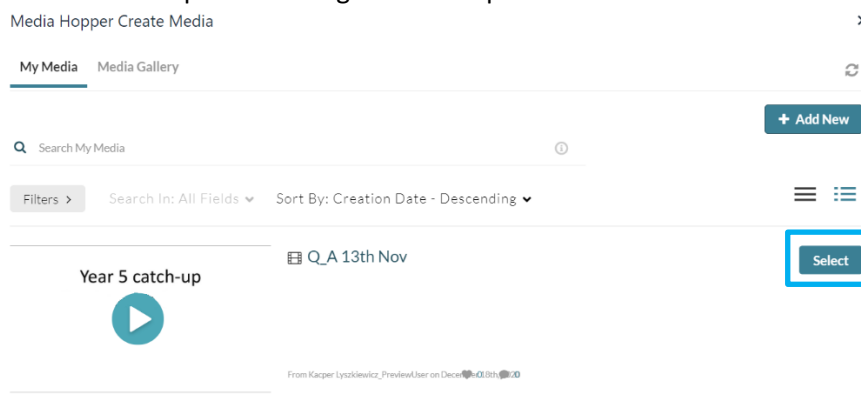 Media Hopper Create Media
My Media Media Gallery
+ Add New
Search My Media
Filters > Search In: All Fields Sort By: Creation Date - Descending
Q_A 13th Nov
Select
Year 5 catch-up
From Kacper Lyszkiewicz_PreviewUser on